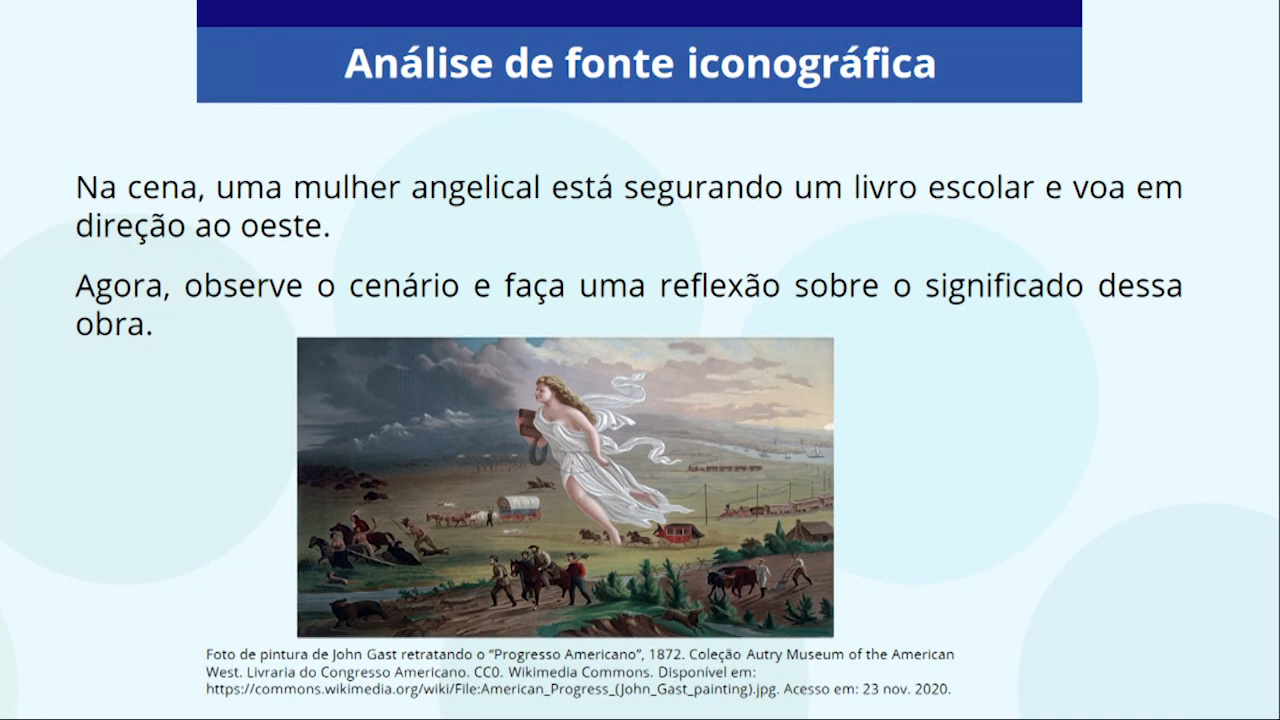 Análise de fonte iconográfica
Na cena, uma mulher angelical está segurando um livro escolar e voa em
direção ao oeste.
Agora, observe o cenário e faça uma reflexão sobre o significado dessa
obra.
Foto de pintura de John Gast retratando o “Progresso Americano”, 1872. Coleção Autry Museum of the American
West. Livraria do Congresso Americano. CC0. Wikimedia Commons. Disponível em:
https://commons.wikimedia.org/wiki/File:American_Progress_(John_Gast_painting).jpg. Acesso em: 23 nov. 2020.